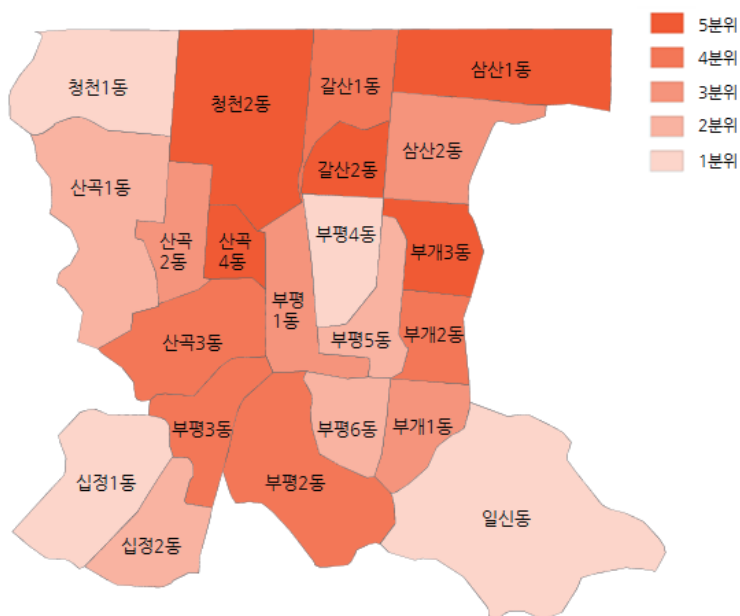 5분위
4분위
3분위
2분위
1분위
청천1동
청천2동
갈산1동
삼산1동
갈산2동
삼산2동
산곡1동
산곡
2동
산곡
4동
부평4동
부개3동
부평
1동
산곡3동
부평5동
부개2동
부평3동
부평6동
부개1동
십정1동
부평2동
일신동
십정2동